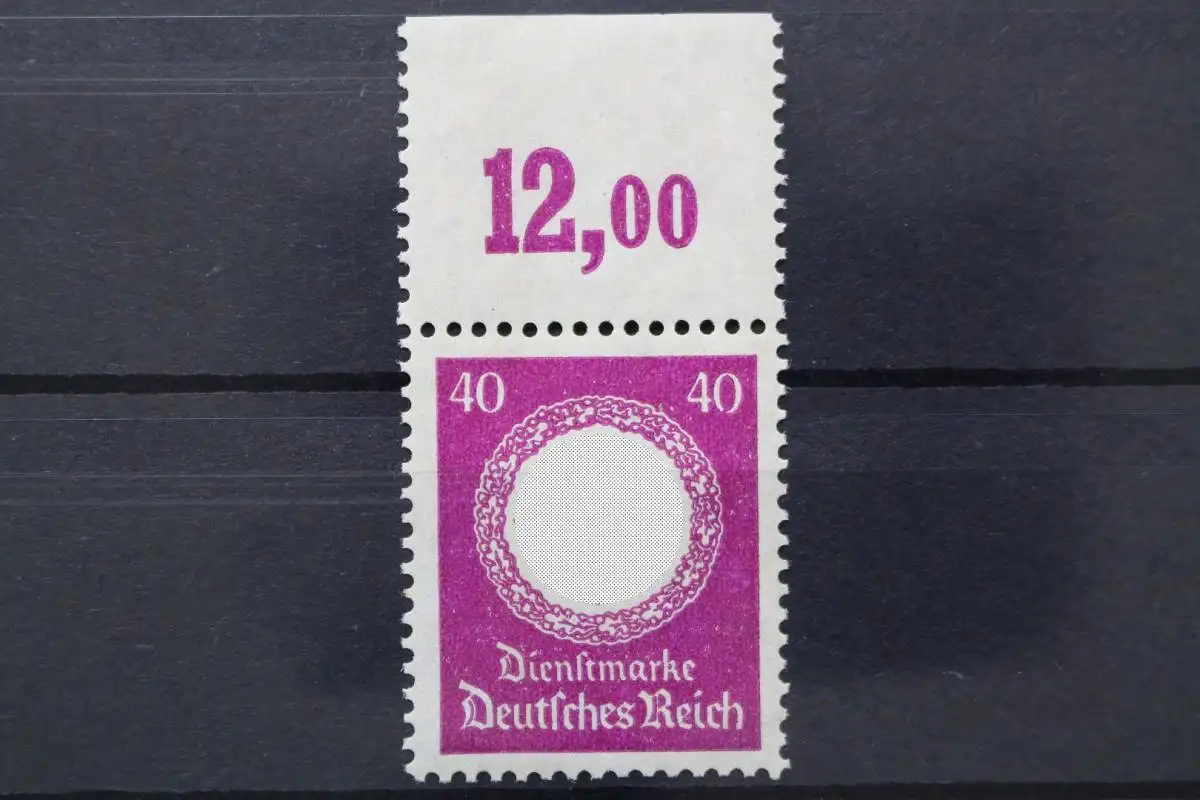 12,00
40 40
Dienſtmarke
Deutſches Reich